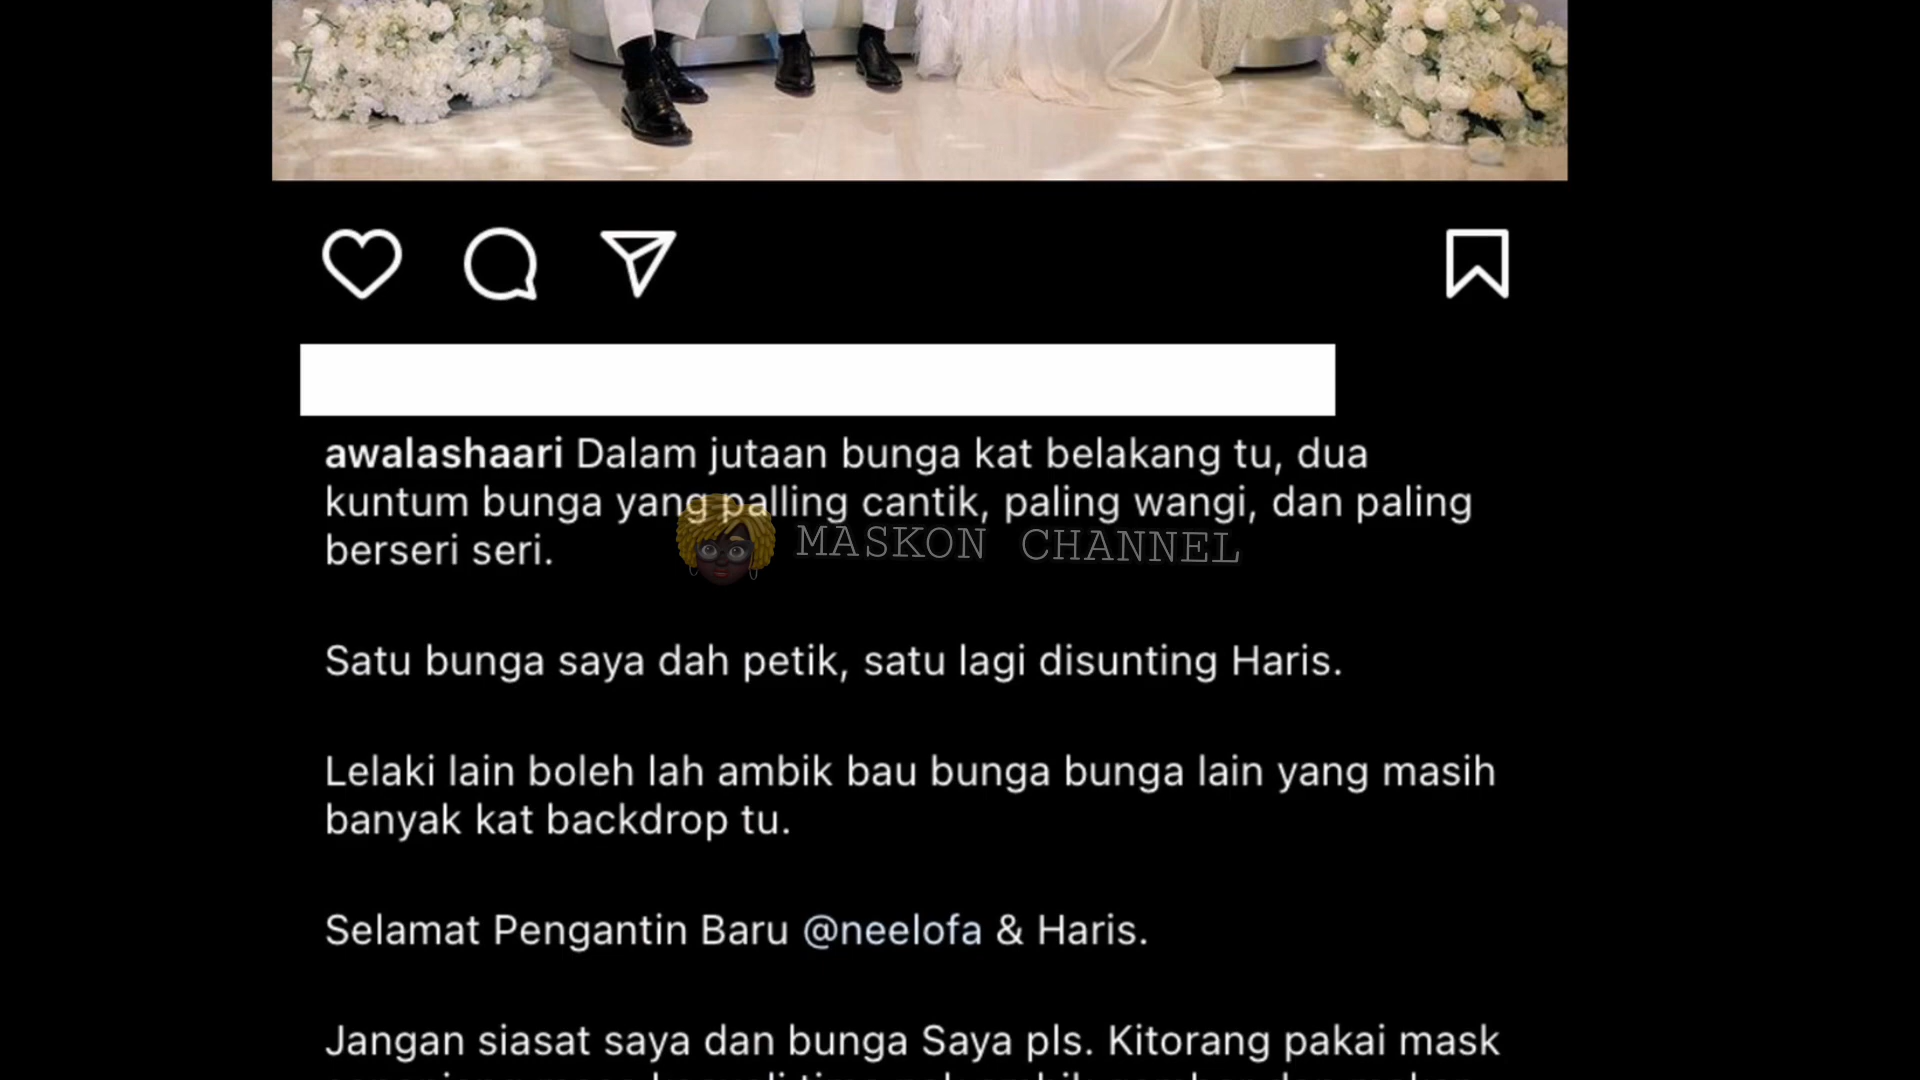 awalashaari Dalam jutaan bunga kat belakang tu, dua
kuntum bunga yang palling cantik, paling wangi, dan paling
berseri seri.
MASKON CHANNEL
Satu bunga saya dah petik, satu lagi disunting Haris.
Lelaki lain boleh lah ambik bau bunga bunga lain yang masih
banyak kat backdrop tu.
Selamat Pengantin Baru @neelofa & Haris.
Jangan siasat saya dan bunga Saya pls. Kitorang pakai mask